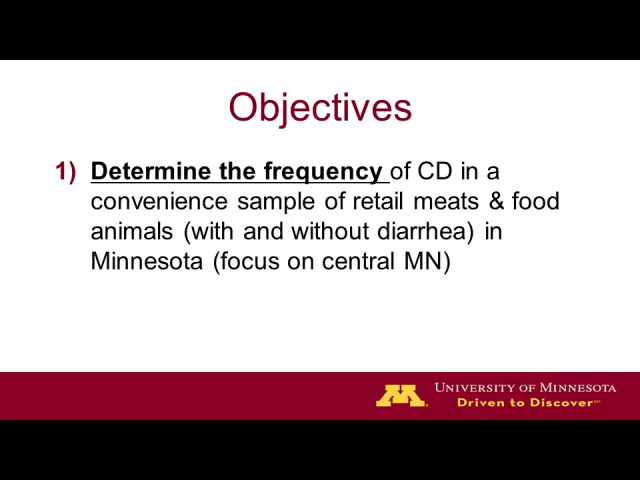 Objectives
1) Determine the frequency of CD in a
convenience sample of retail meats & food
animals (with and without diarrhea) in
Minnesota (focus on central MN)
University of Minnesota
Driven to Discover℠